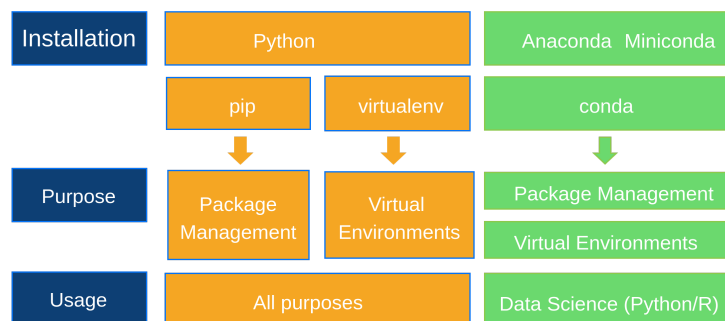 Installation
Python
Anaconda Miniconda
pip
virtualenv
conda
Purpose
Package
Management
Virtual
Environments
Package Management
Virtual Environments
Usage
All purposes
Data Science (Python/R)